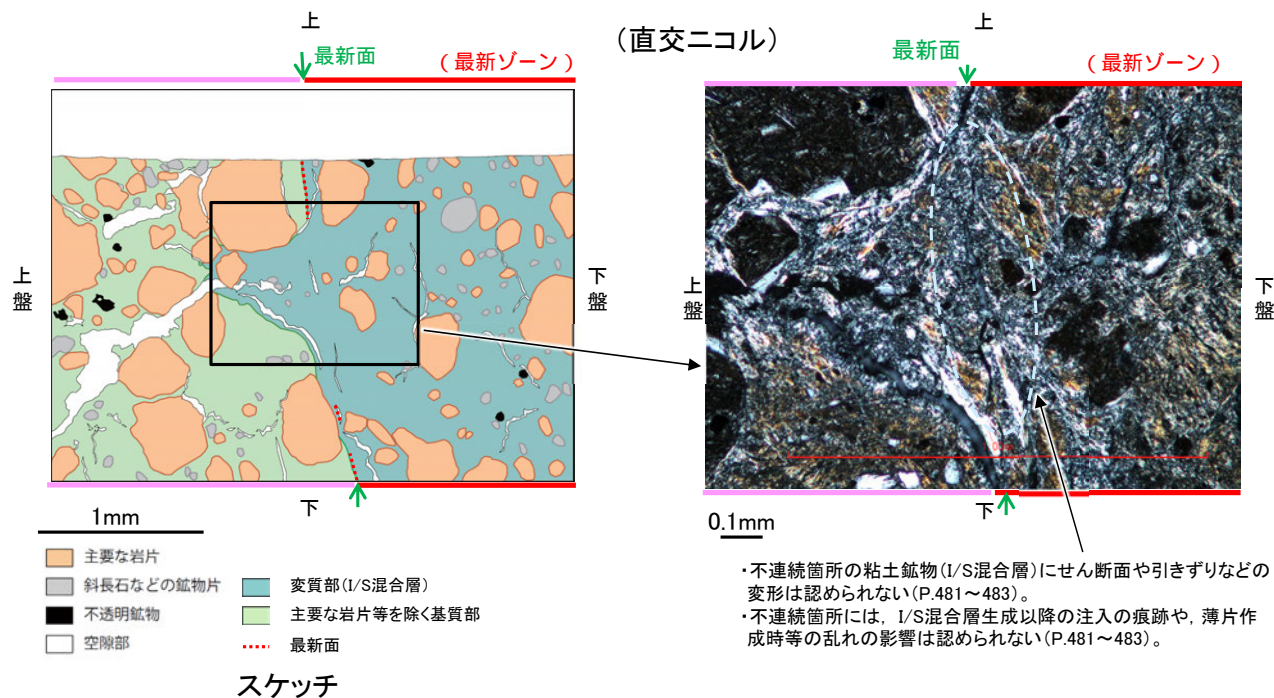 (直交ニコル)
上
最新面
(最新ゾーン)
上盤
下盤
下
1mm
主要な岩片
斜長石などの鉱物片
不透明鉱物
空隙部
変質部(I/S混合層)
主要な岩片等を除く基質部
最新面
スケッチ
上
最新面
(最新ゾーン)
上盤
下盤
下
0.1mm
・不連続箇所の粘土鉱物(I/S混合層)にせん断面や引きずりなどの
変形は認められない(P.481～483)。
・不連続箇所には, I/S混合層生成以降の注入の痕跡や, 薄片作
成時等の乱れの影響は認められない(P.481～483)。